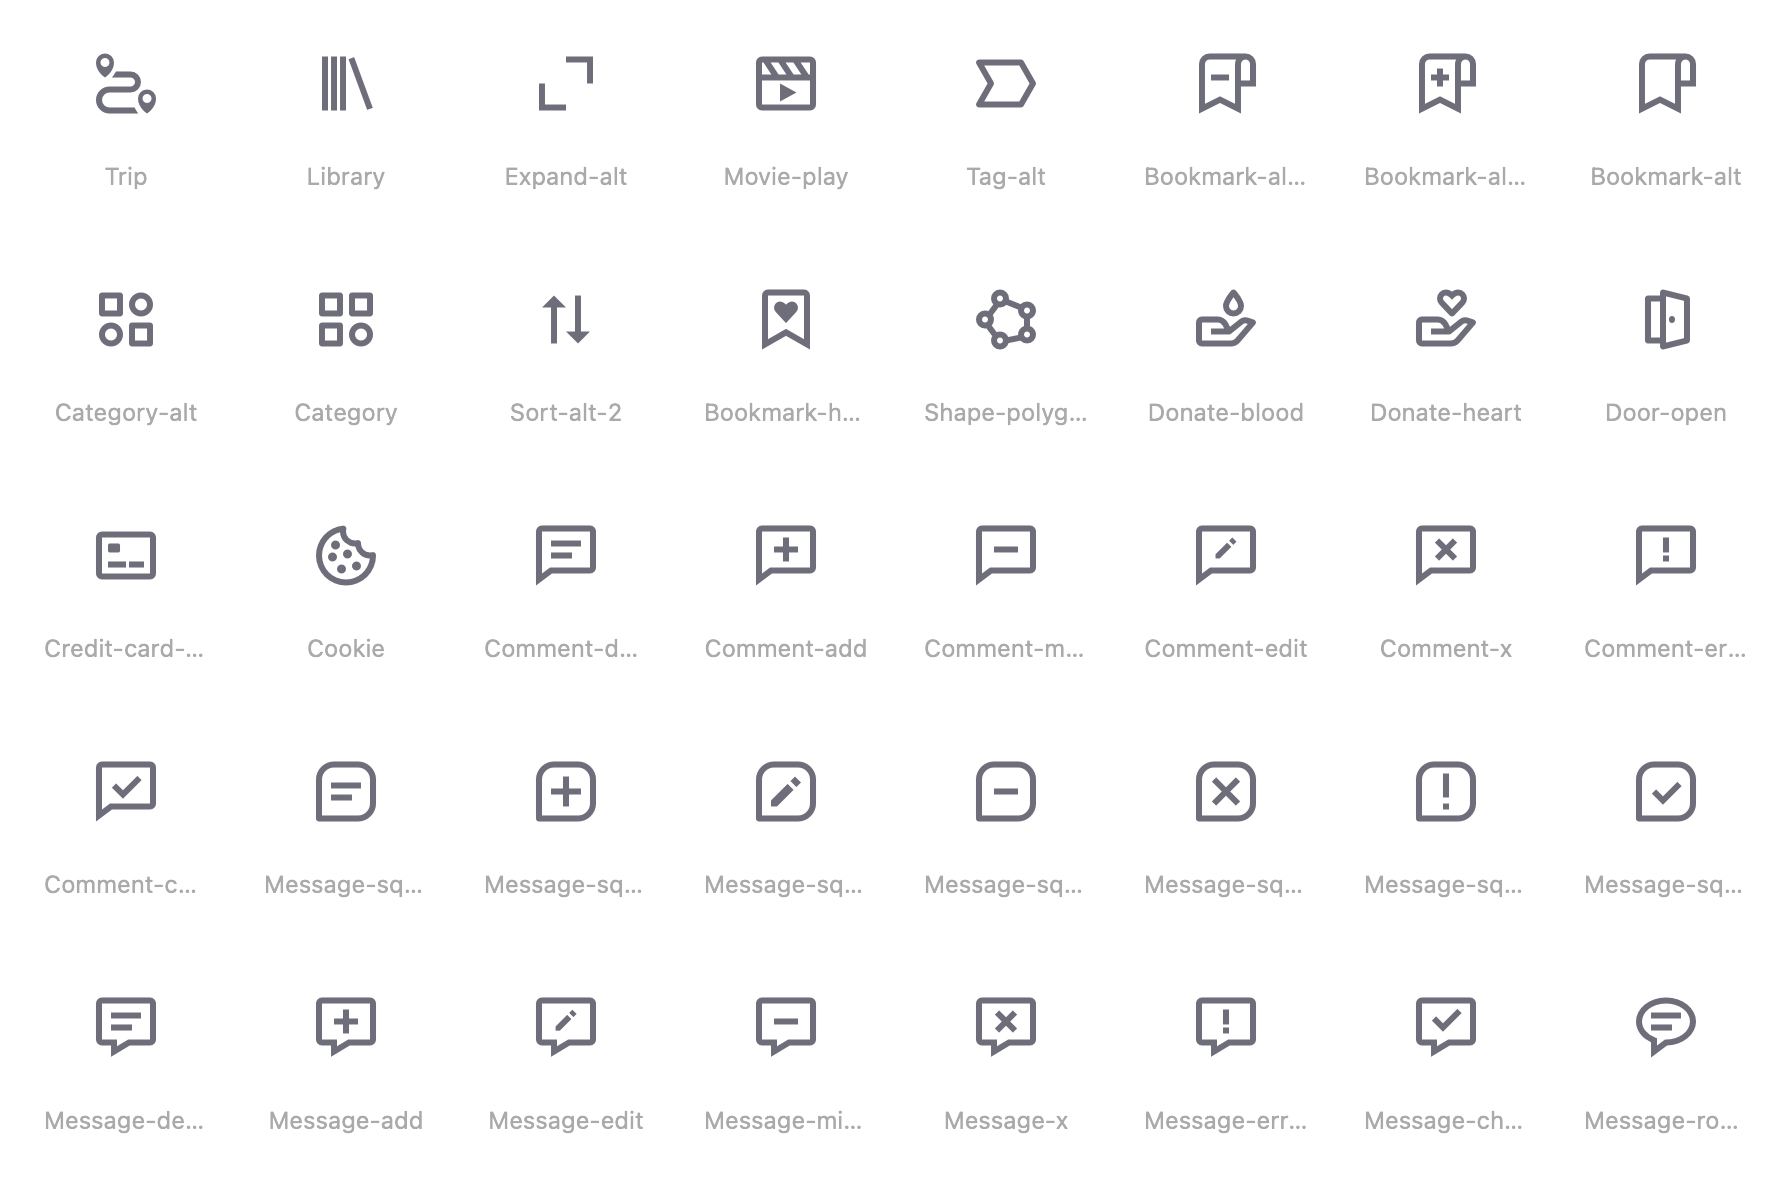 Trip Library Expand-alt Movie-play Tag-alt Bookmark-al... Bookmark-al... Bookmark-alt
Category-alt Category Sort-alt-2 Bookmark-h... Shape-polyg... Donate-blood Donate-heart Door-open
Credit-card-... Cookie Comment-d... Comment-add Comment-m... Comment-edit Comment-x Comment-er...
Comment-c... Message-sq... Message-sq... Message-sq... Message-sq... Message-sq... Message-sq... Message-sq...
Message-de... Message-add Message-edit Message-mi... Message-x Message-err... Message-ch... Message-ro...